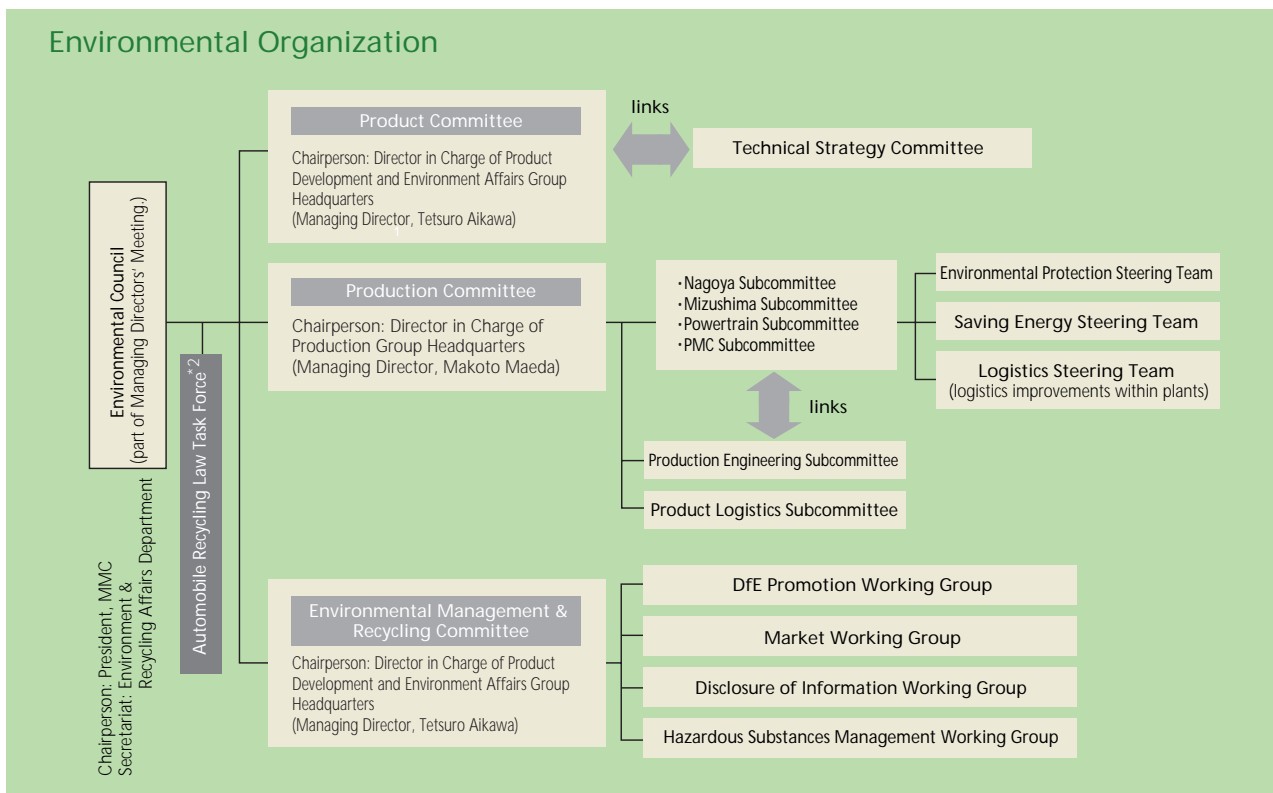 Environmental Organization
Environmental Council
(part of Managing Directors' Meeting.)
Chairperson: President, MMC
Secretariat: Environment &
Recycling Affairs Department
Automobile Recycling Law Task Force*2
Product Committee
Chairperson: Director in Charge of Product
Development and Environment Affairs Group
Headquarters
(Managing Director, Tetsuro Aikawa)
1
links
Technical Strategy Committee
Production Committee
Chairperson: Director in Charge of
Production Group Headquarters
(Managing Director, Makoto Maeda)
・Nagoya Subcommittee
・Mizushima Subcommittee
・Powertrain Subcommittee
・PMC Subcommittee
Environmental Protection Steering Team
Saving Energy Steering Team
Logistics Steering Team
(logistics improvements within plants)
links
Production Engineering Subcommittee
Product Logistics Subcommittee
Environmental Management &
Recycling Committee
Chairperson: Director in Charge of Product
Development and Environment Affairs Group
Headquarters
(Managing Director, Tetsuro Aikawa)
DfE Promotion Working Group
Market Working Group
Disclosure of Information Working Group
Hazardous Substances Management Working Group